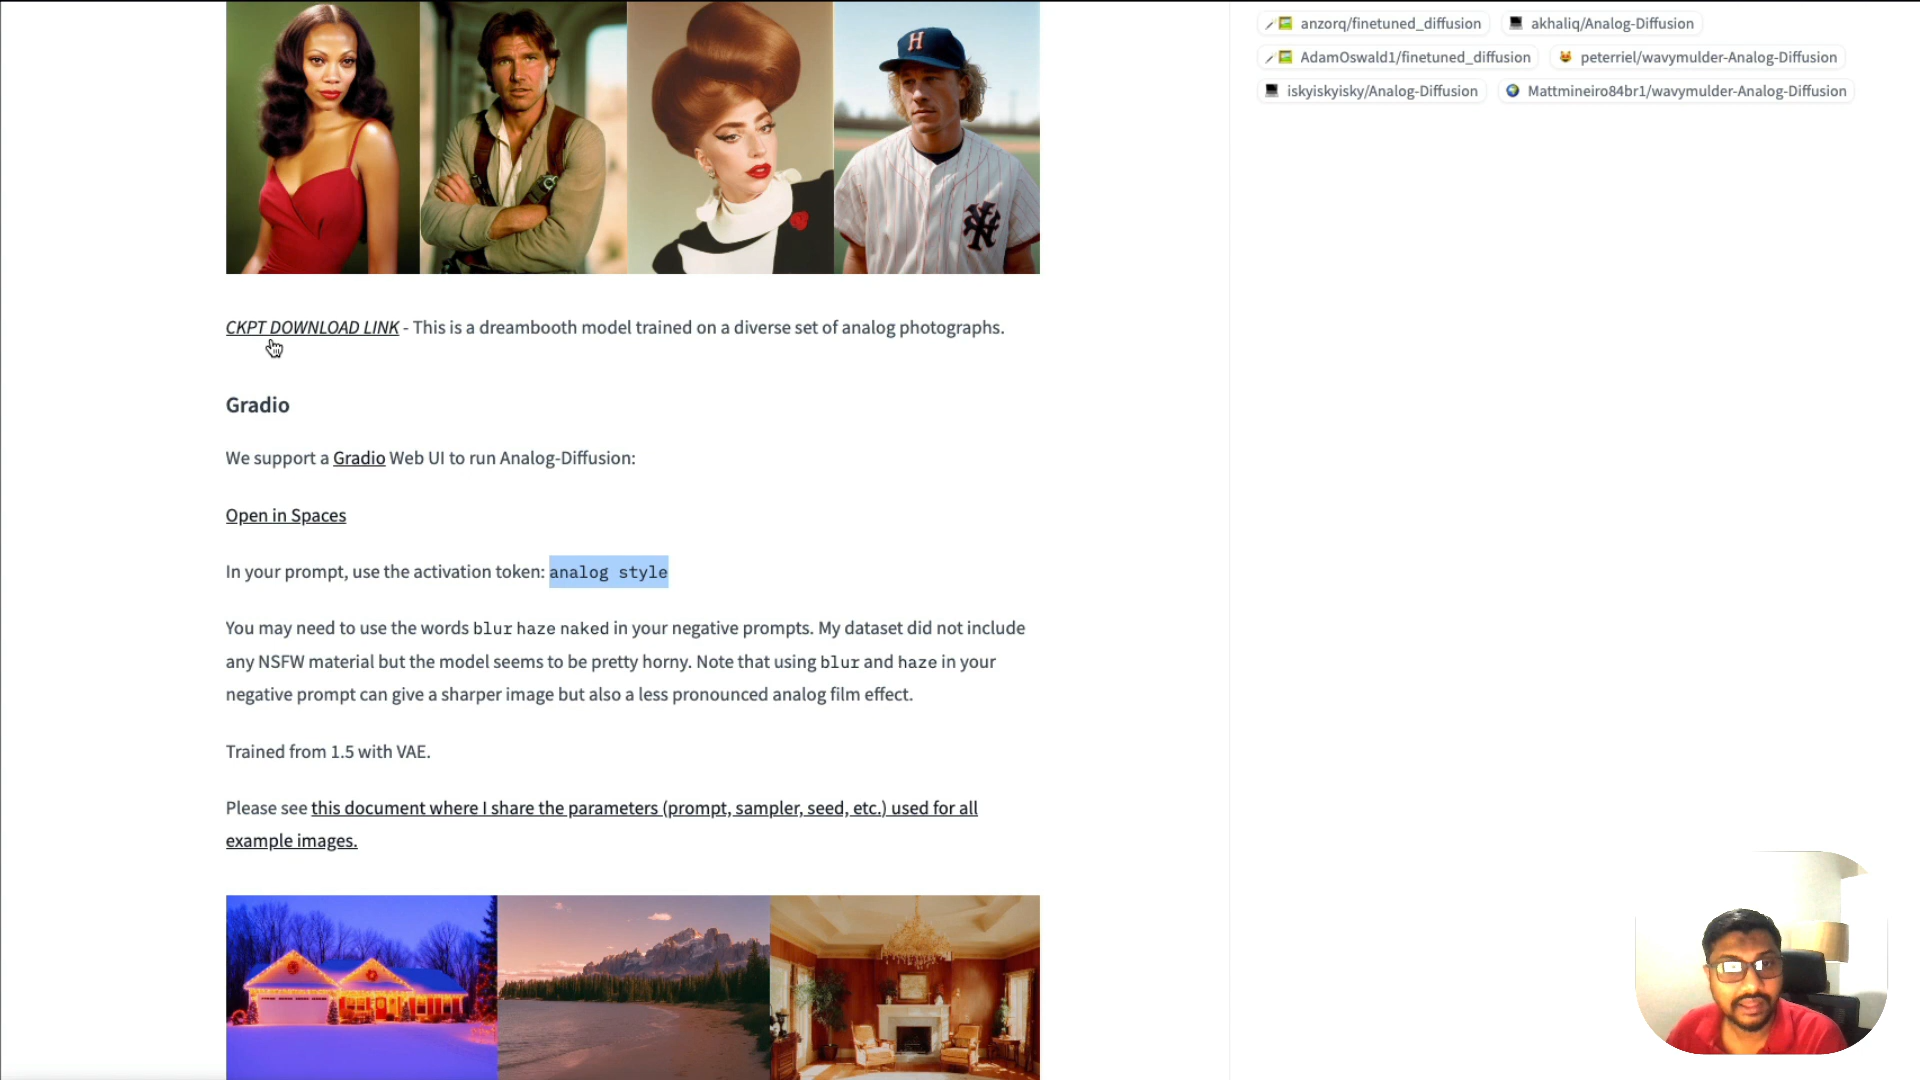 anzorq/finetuned_diffusion
akhaliq/Analog-Diffusion
AdamOswald1/finetuned_diffusion
peterriel/wavymulder-Analog-Diffusion
iskyiskyisky/Analog-Diffusion
Mattmineiro84br1/wavymulder-Analog-Diffusion
H
NY
CKPT DOWNLOAD LINK - This is a dreambooth model trained on a diverse set of analog photographs.
Gradio
We support a Gradio Web UI to run Analog-Diffusion:
Open in Spaces
In your prompt, use the activation token: analog style
You may need to use the words blur haze naked in your negative prompts. My dataset did not include
any NSFW material but the model seems to be pretty horny. Note that using blur and haze in your
negative prompt can give a sharper image but also a less pronounced analog film effect.
Trained from 1.5 with VAE.
Please see this document where I share the parameters (prompt, sampler, seed, etc.) used for all
example images.